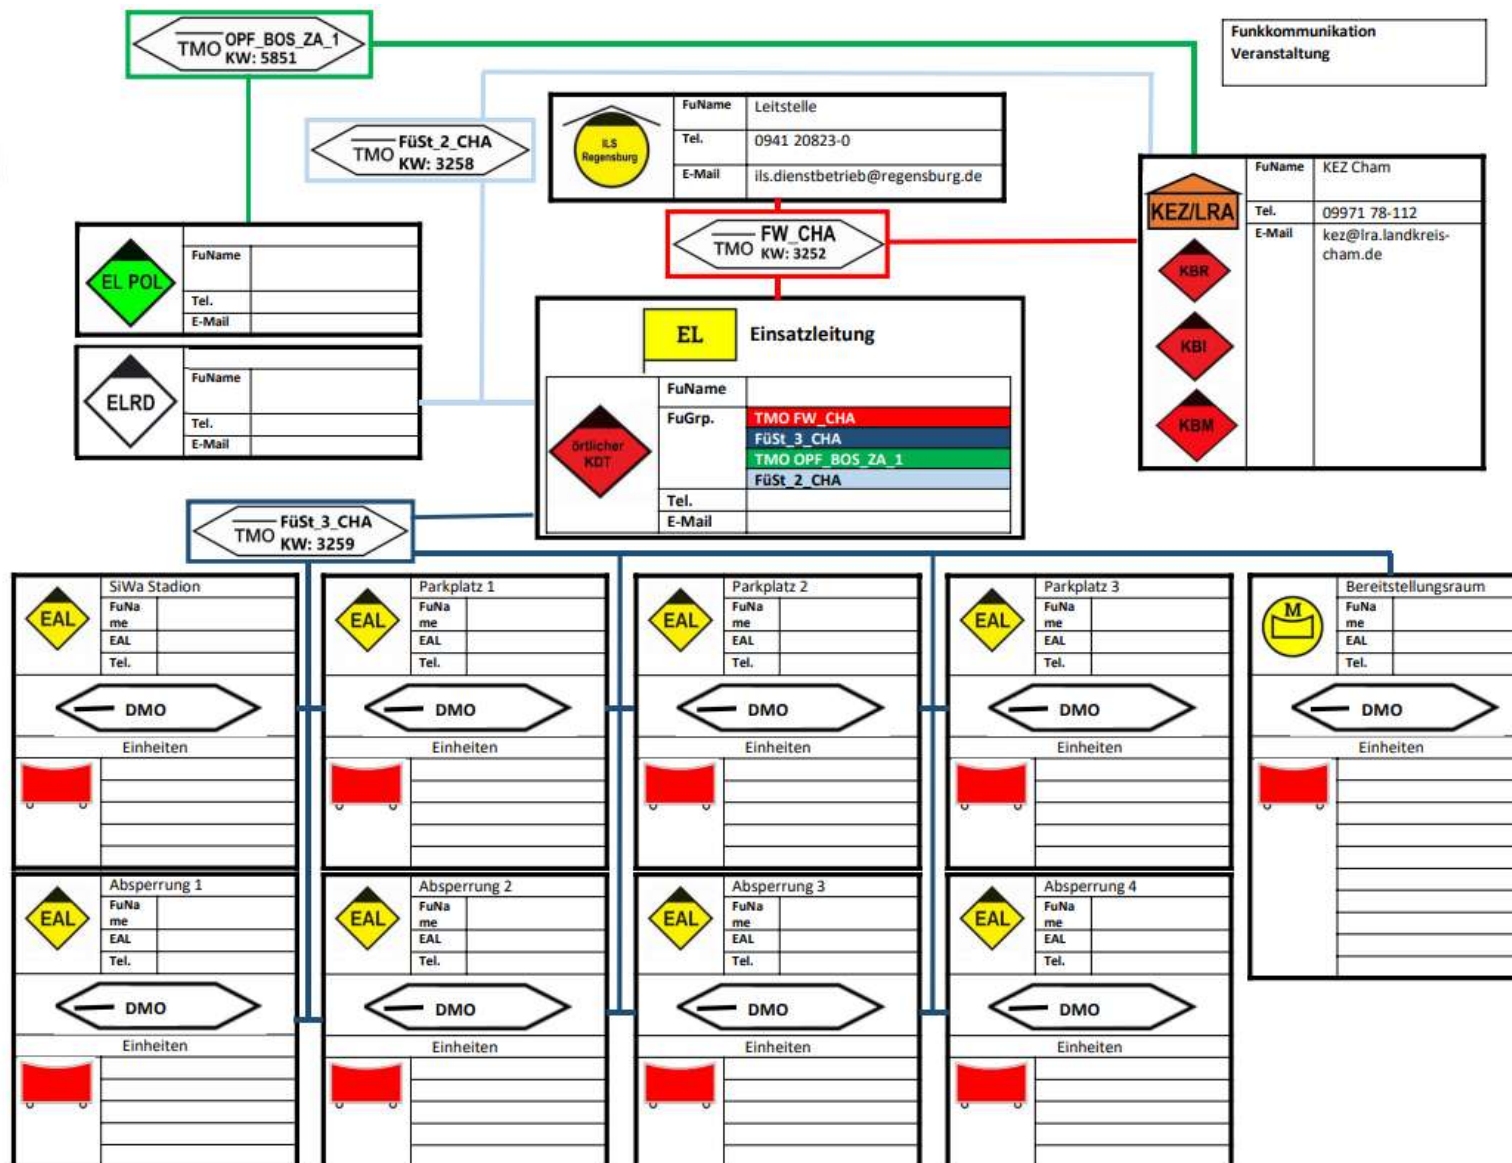 OPF_BOS_ZA_1
TMO
KW: 5851
Funkkommunikation
Veranstaltung
FüSt_2_CHA
TMO
KW: 3258
ILS
Regensburg
FuName Leitstelle
Tel. 0941 20823-0
E-Mail ils.dienstbetrieb@regensburg.de
KEZ/LRA
FuName KEZ Cham
Tel. 09971 78-112
E-Mail kez@lra.landkreis-
cham.de
KBR
KBI
KBM
FW_CHA
TMO
KW: 3252
EL POL
FuName
Tel.
E-Mail
ELRD
FuName
Tel.
E-Mail
EL Einsatzleitung
örtlicher
KDT
FuName
FuGrp. TMO FW_CHA
FüSt_3_CHA
TMO OPF_BOS_ZA_1
FüSt_2_CHA
Tel.
E-Mail
FüSt_3_CHA
TMO
KW: 3259
EAL
SiWa Stadion
FuNa
me
EAL
Tel.
DMO
Einheiten
EAL
Parkplatz 1
FuNa
me
EAL
Tel.
DMO
Einheiten
EAL
Parkplatz 2
FuNa
me
EAL
Tel.
DMO
Einheiten
EAL
Parkplatz 3
FuNa
me
EAL
Tel.
DMO
Einheiten
M
Bereitstellungsraum
FuNa
me
EAL
Tel.
DMO
Einheiten
EAL
Absperrung 1
FuNa
me
EAL
Tel.
DMO
Einheiten
EAL
Absperrung 2
FuNa
me
EAL
Tel.
DMO
Einheiten
EAL
Absperrung 3
FuNa
me
EAL
Tel.
DMO
Einheiten
EAL
Absperrung 4
FuNa
me
EAL
Tel.
DMO
Einheiten